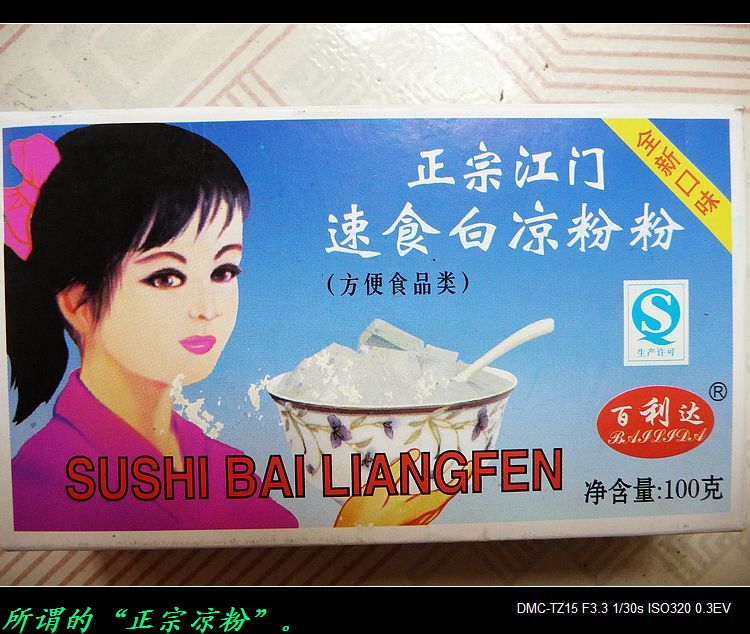 全新口味
正宗江门
速食白凉粉粉
(方便食品类)
S
生产许可
百利达®
BAILIDA
SUSHI BAI LIANGFEN
净含量:100克
DMC-TZ15 F3.3 1/30s ISO320 0.3EV
所谓的“正宗凉粉”。